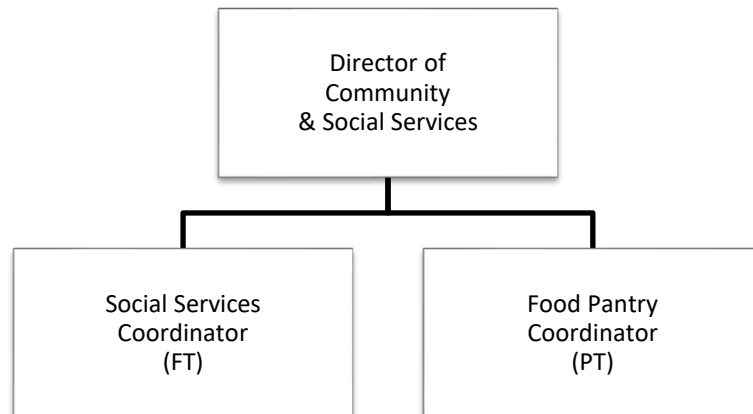 Director of
Community
& Social Services
Social Services
Coordinator
(FT)
Food Pantry
Coordinator
(PT)